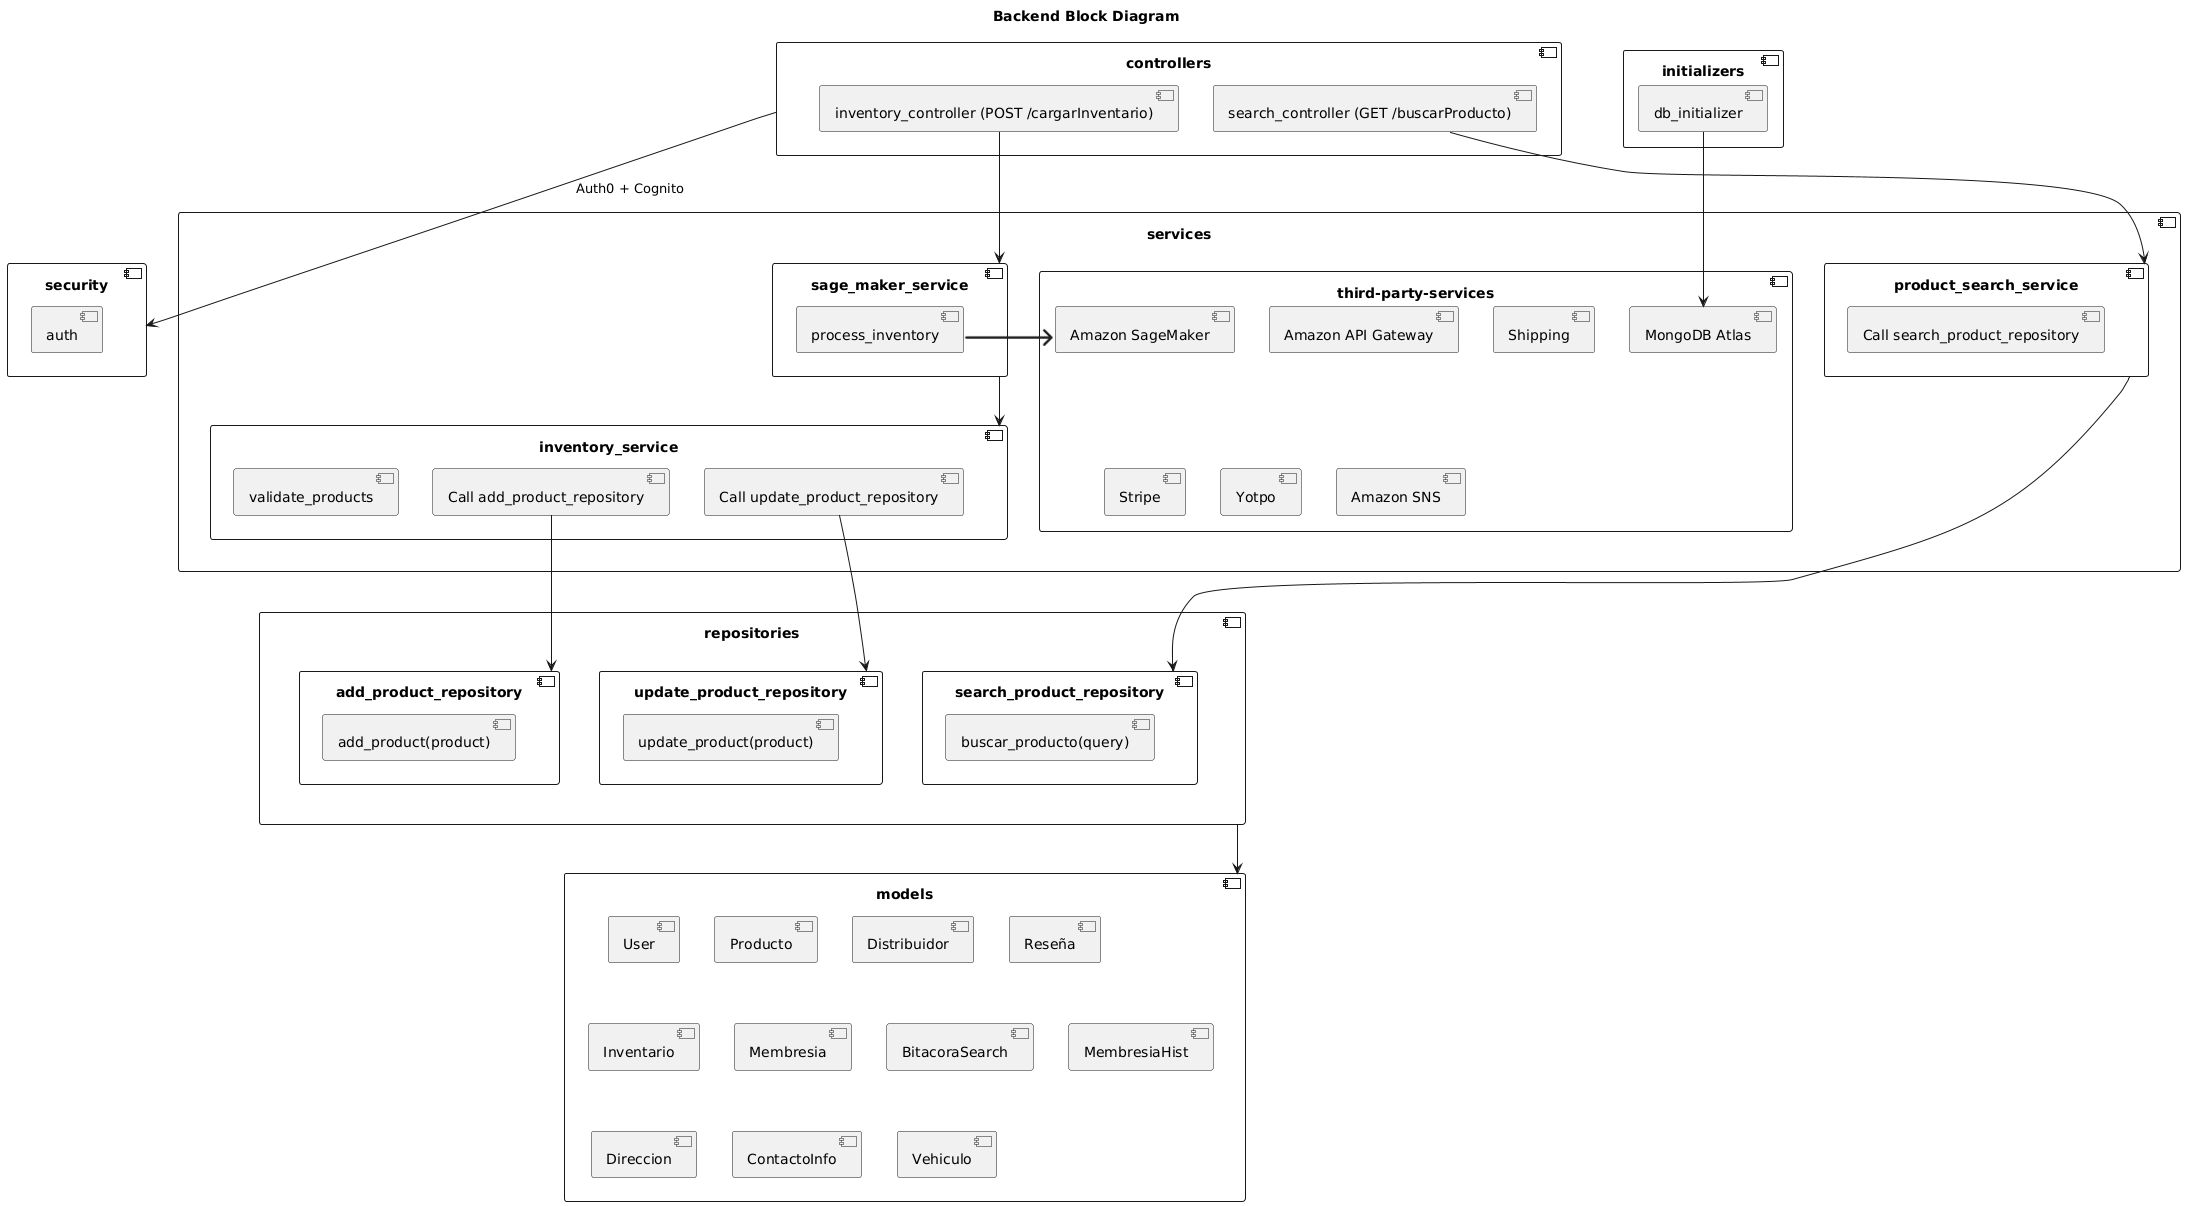 Backend Block Diagram
controllers
inventory_controller (POST /cargarInventario)
search_controller (GET /buscarProducto)
initializers
db_initializer
Auth0 + Cognito
services
security
auth
sage_maker_service
process_inventory
third-party-services
Amazon SageMaker
Amazon API Gateway
Shipping
MongoDB Atlas
Stripe
Yotpo
Amazon SNS
product_search_service
Call search_product_repository
inventory_service
validate_products
Call add_product_repository
Call update_product_repository
repositories
add_product_repository
add_product(product)
update_product_repository
update_product(product)
search_product_repository
buscar_producto(query)
models
User
Producto
Distribuidor
Reseña
Inventario
Membresia
BitacoraSearch
MembresiaHist
Direccion
ContactoInfo
Vehiculo